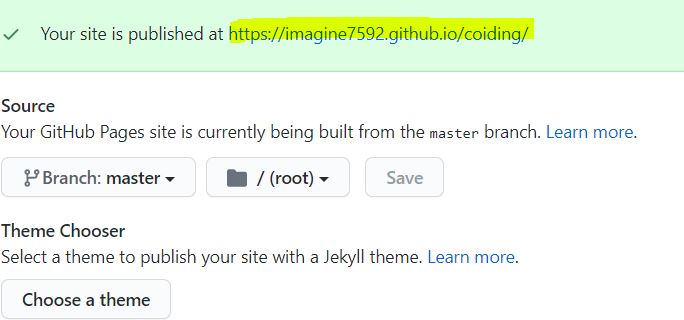 Your site is published at https://imagine7592.github.io/coiding/
Source
Your GitHub Pages site is currently being built from the master branch. Learn more.
Branch: master / (root) Save
Theme Chooser
Select a theme to publish your site with a Jekyll theme. Learn more.
Choose a theme